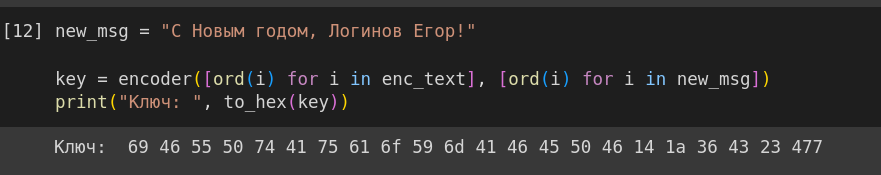 [12] new_msg = "С Новым годом, Логинов Егор!"
key = encoder([ord(i) for i in enc_text], [ord(i) for i in new_msg])
print("Ключ: ", to_hex(key))
Ключ:  69 46 55 50 74 41 75 61 6f 59 6d 41 46 45 50 46 14 1a 36 43 23 477